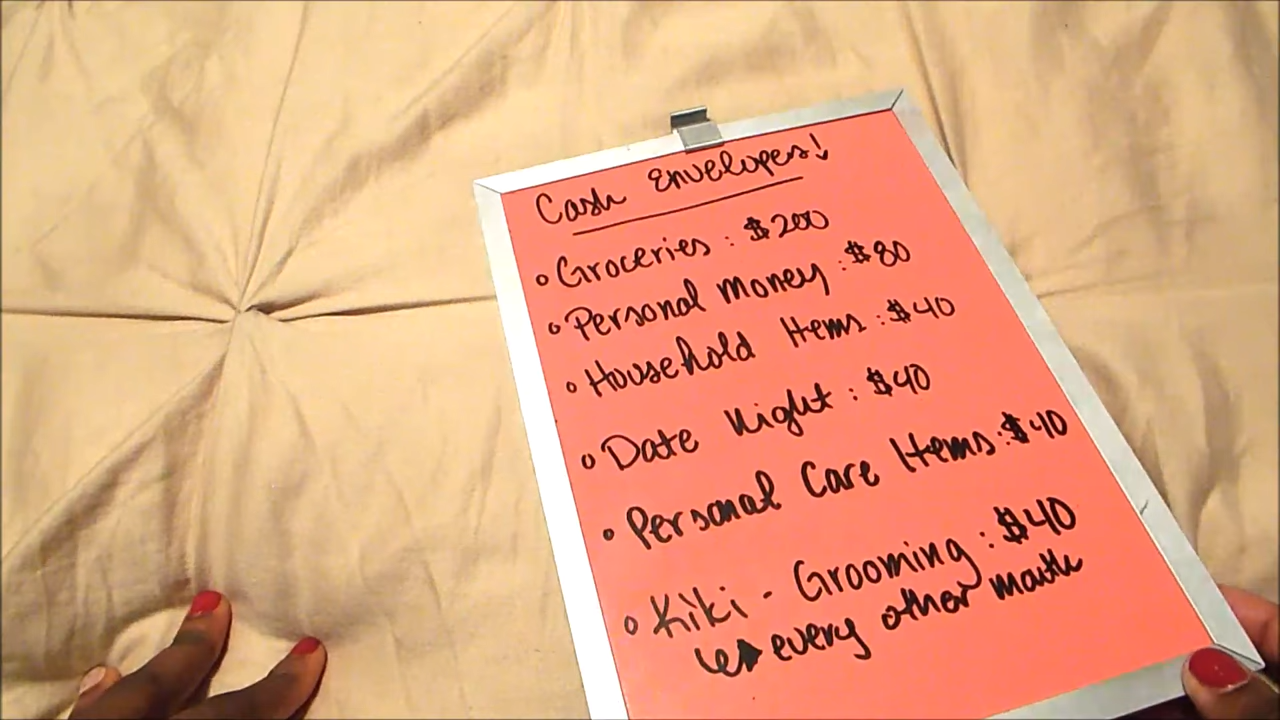 Cash Envelopes!
Groceries: $200
Personal Money: $80
Household Items: $40
Date Night: $40
Personal Care Items: $40
Kiki - Grooming: $40
↳ every other month